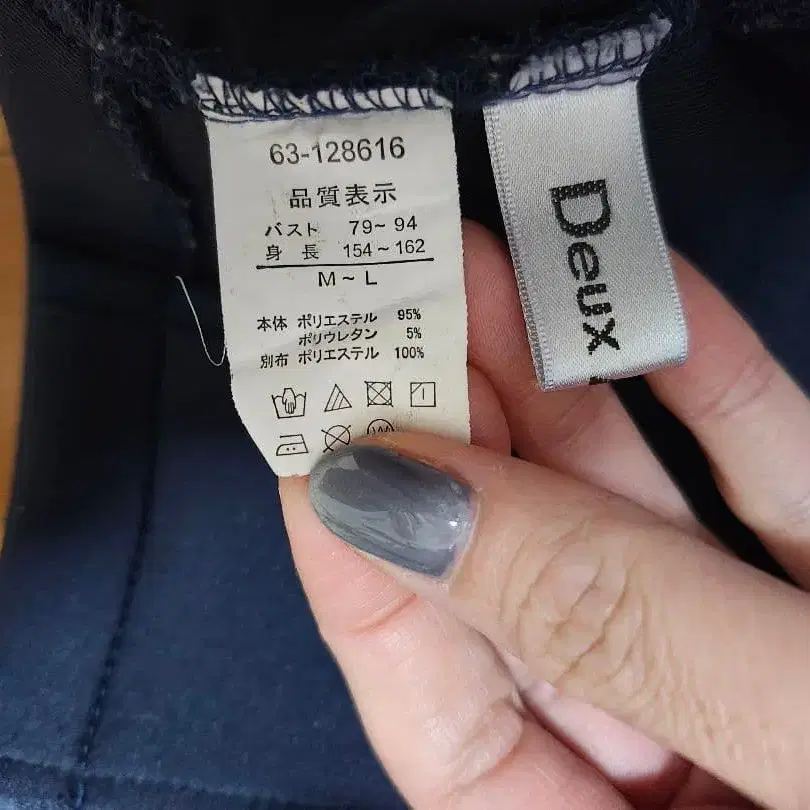 63-128616
品質表示
バスト 79~94
身長 154~162
M~L
本体 ポリエステル 95%
ポリウレタン 5%
別布 ポリエステル 100%
W
Deux